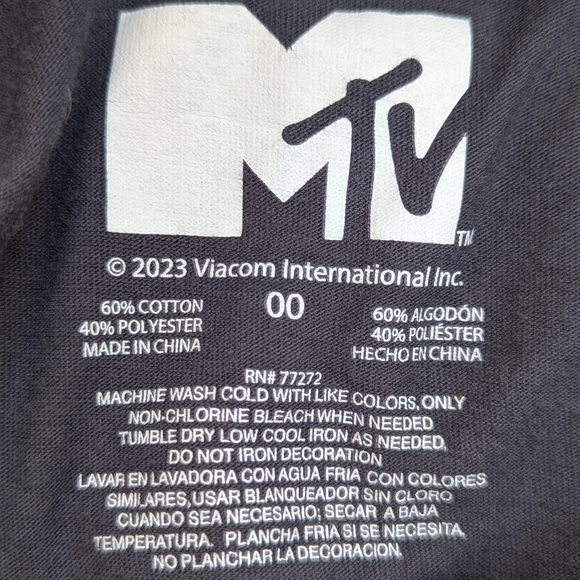 MTV
TM
© 2023 Viacom International Inc.
60% COTTON
40% POLYESTER
MADE IN CHINA
00
60% ALGODÓN
40% POLIÉSTER
HECHO EN CHINA
RN# 77272
MACHINE WASH COLD WITH LIKE COLORS, ONLY
NON-CHLORINE BLEACH WHEN NEEDED
TUMBLE DRY LOW COOL IRON AS NEEDED,
DO NOT IRON DECORATION
LAVAR EN LAVADORA CON AGUA FRIA CON COLORES
SIMILARES, USAR BLANQUEADOR SIN CLORO
CUANDO SEA NECESARIO; SECAR A BAJA
TEMPERATURA. PLANCHA FRIA SI SE NECESITA,
NO PLANCHAR LA DECORACION.